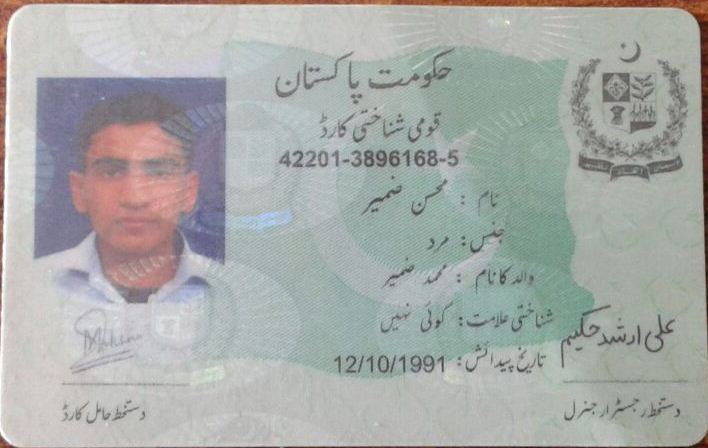 حکومت پاکستان
قومی شناختی کارڈ
42201-3896168-5
نام : محسن ضمیر
جنس: مرد
والد کا نام : محمد ضمیر
شناختی علامت: کوئی نہیں
تاریخ پیدائش: 12/10/1991
علی ارشد حکیم
دستخط حامل کارڈ
دستخط رجسٹرار جنرل